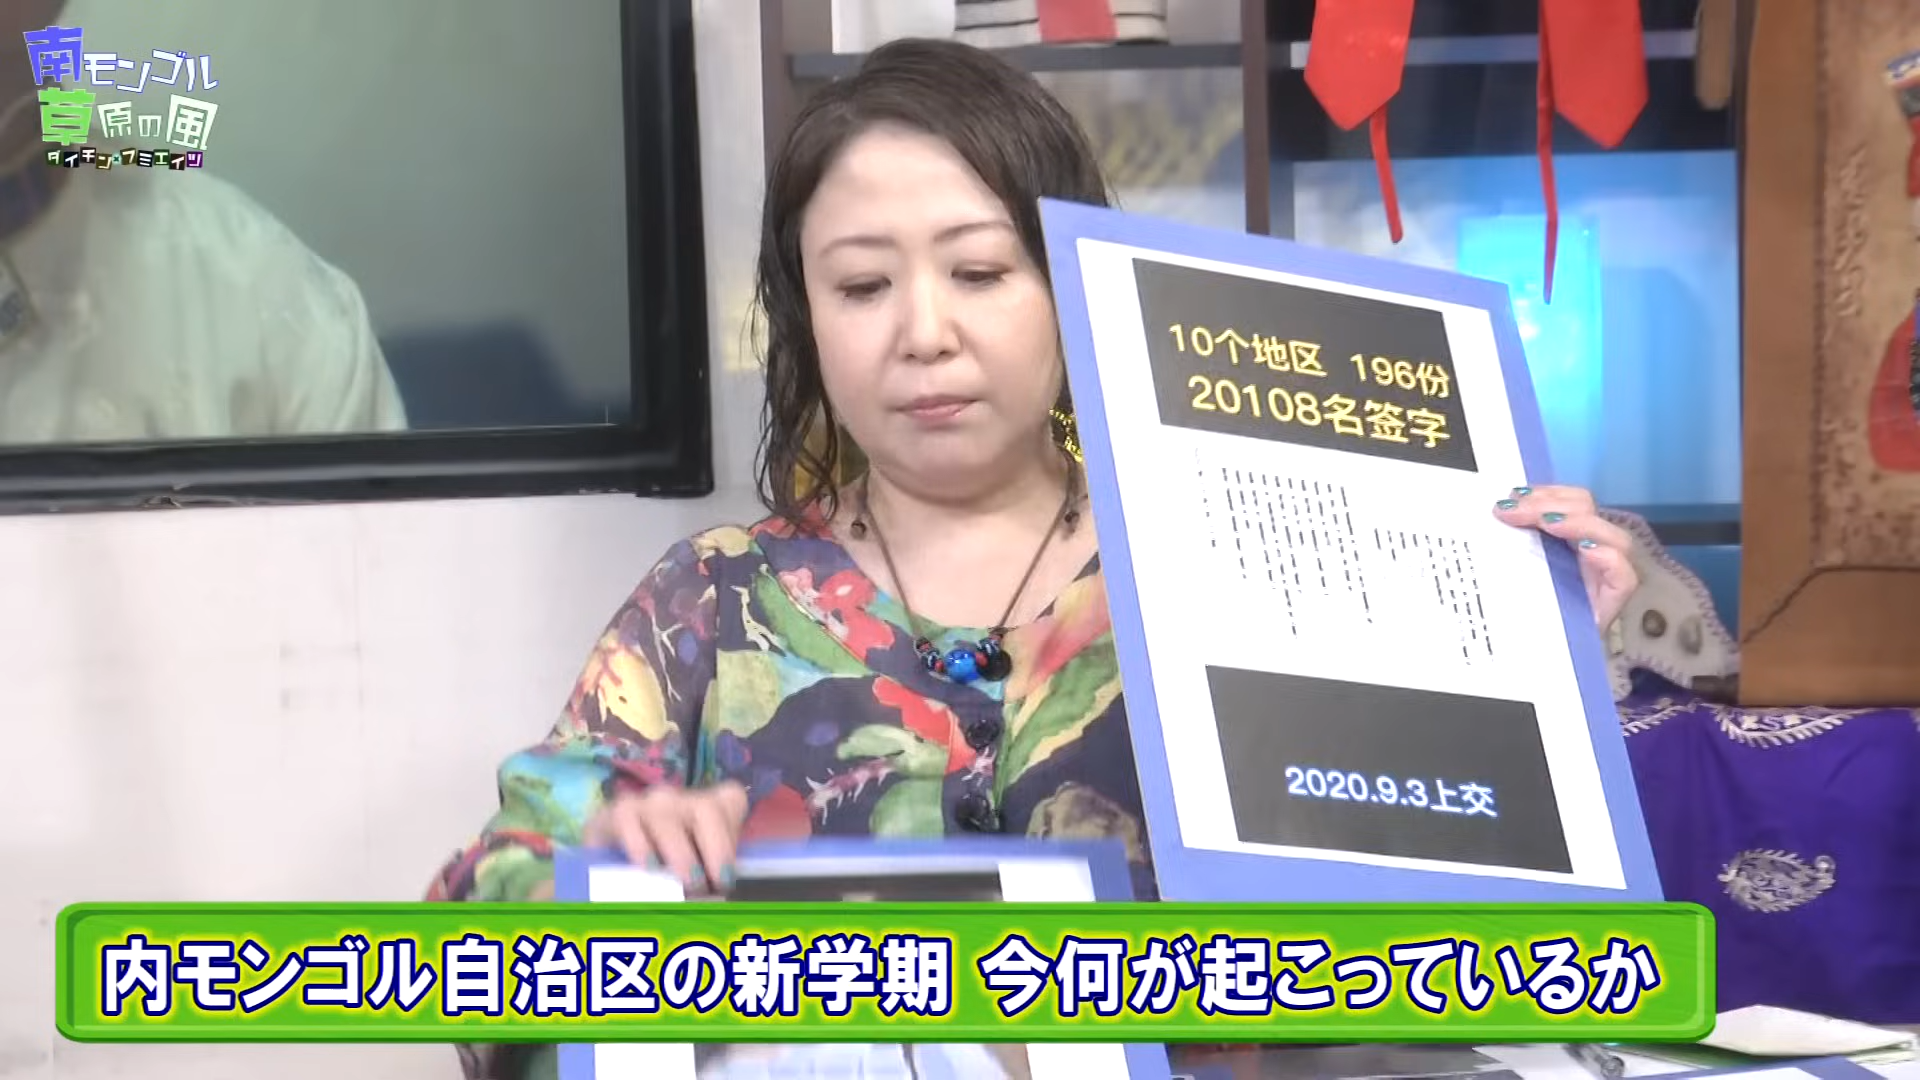 南モンゴル
草原の風
ダイチン×フミエイツ
10个地区 196份
20108名签字
2020.9.3上交
内モンゴル自治区の新学期 今何が起こっているか